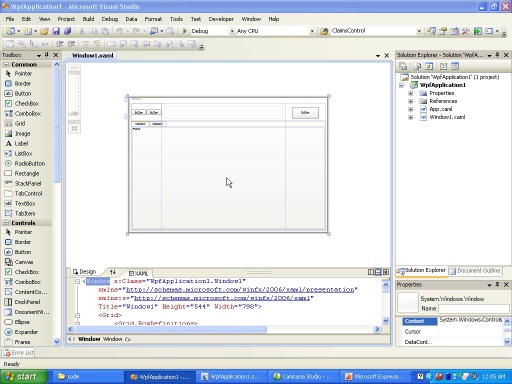 WpfApplication1 - Microsoft Visual Studio
File Edit View Project Build Debug Data Format Tools Test Developer Window Help
Debug Any CPU ClaimsControl
Toolbox
Common
Pointer
Border
Button
CheckBox
ComboBox
Grid
Image
Label
ListBox
RadioButton
Rectangle
StackPanel
TabControl
TextBox
TabItem
Controls
Pointer
Border
Button
Canvas
CheckBox
ComboBox
ContentCo...
DockPanel
DocumentW...
Ellipse
Expander
Frame
Window1.xaml
Design XAML
<Window x:Class="WpfApplication1.Window1"
xmlns="http://schemas.microsoft.com/winfx/2006/xaml/presentation"
xmlns:x="http://schemas.microsoft.com/winfx/2006/xaml"
Title="Window1" Height="544" Width="798">
<Grid>
<Grid.RowDefinitions>
Window Window />
Solution Explorer - Solution 'WpfA...
Solution 'WpfApplication1' (1 project)
WpfApplication1
Properties
References
App.xaml
Window1.xaml
Solution Explorer Document Outline
Properties
System.Windows.Window
Name
Content System.Windows.Controls
Cursor
DataCont...
Error List
Ready
start
code
WpfApplication1 - ...
WpfApplication1.s...
Camtasia Studio - ...
Microsoft Expressi...
12:05 AM